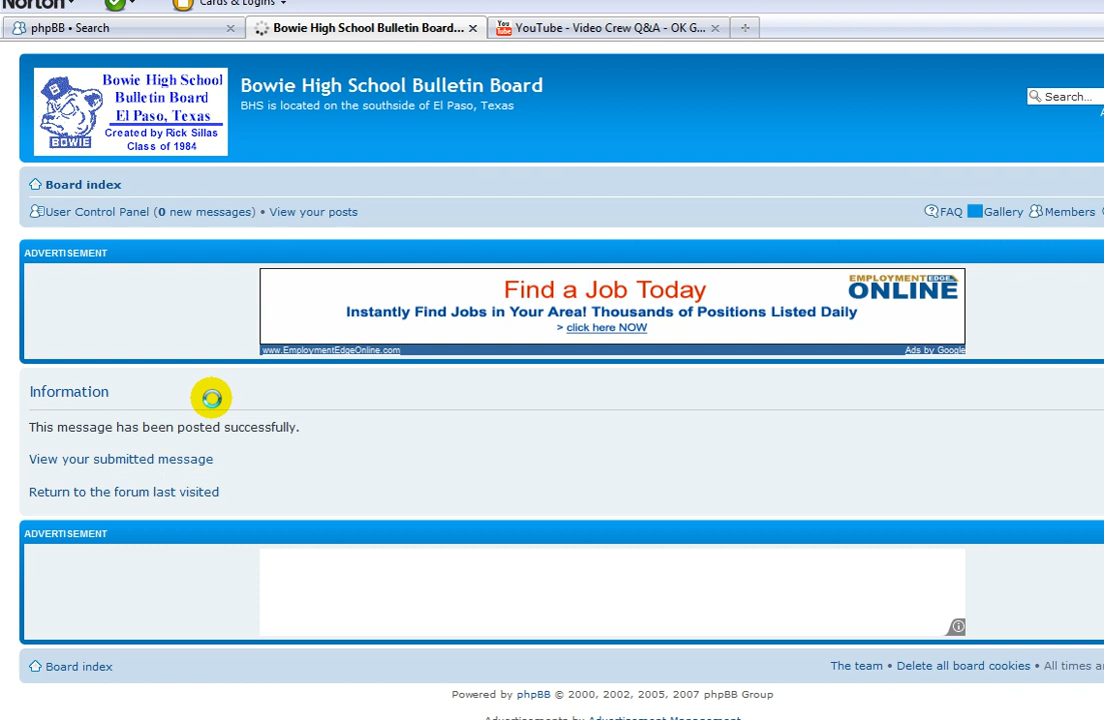 Norton
Cards & Logins
phpBB • Search
Bowie High School Bulletin Board...
You Tube
YouTube - Video Crew Q&A - OK G...
Bowie High School
Bulletin Board
El Paso, Texas
Created by Rick Sillas
Class of 1984
BOWIE
Bowie High School Bulletin Board
BHS is located on the southside of El Paso, Texas
Search...
Board index
User Control Panel (0 new messages) • View your posts
FAQ Gallery Members
ADVERTISEMENT
Find a Job Today
Instantly Find Jobs in Your Area! Thousands of Positions Listed Daily
> click here NOW
EMPLOYMENT EDGE
ONLINE
www.EmploymentEdgeOnline.com
Ads by Google
Information
This message has been posted successfully.
View your submitted message
Return to the forum last visited
ADVERTISEMENT
Board index
The team • Delete all board cookies • All times a
Powered by phpBB © 2000, 2002, 2005, 2007 phpBB Group
Advertisements by Advertisement Management